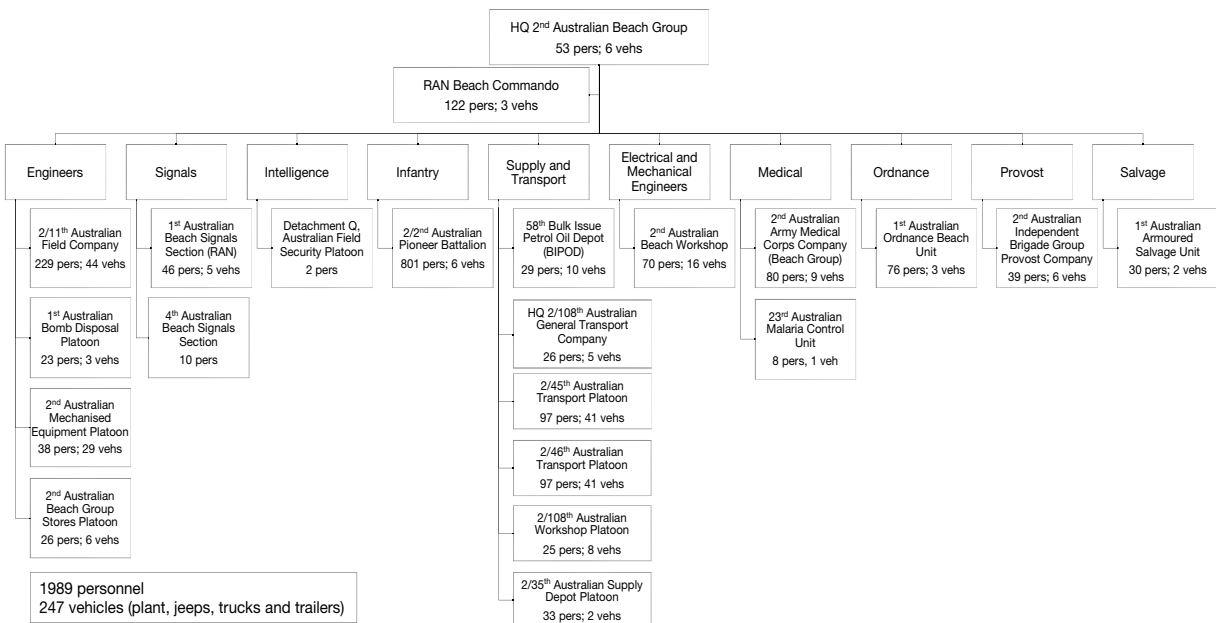 HQ 2nd Australian Beach Group
53 pers; 6 vehs
RAN Beach Commando
122 pers; 3 vehs
Engineers
2/11th Australian
Field Company
229 pers; 44 vehs
1st Australian
Bomb Disposal
Platoon
23 pers; 3 vehs
2nd Australian
Mechanised
Equipment Platoon
38 pers; 29 vehs
2nd Australian
Beach Group
Stores Platoon
26 pers; 6 vehs
Signals
1st Australian
Beach Signals
Section (RAN)
46 pers; 5 vehs
4th Australian
Beach Signals
Section
10 pers
Intelligence
Detachment Q,
Australian Field
Security Platoon
2 pers
Infantry
2/2nd Australian
Pioneer Battalion
801 pers; 6 vehs
Supply and
Transport
58th Bulk Issue
Petrol Oil Depot
(BIPOD)
29 pers; 10 vehs
HQ 2/108th Australian
General Transport
Company
26 pers; 5 vehs
2/45th Australian
Transport Platoon
97 pers; 41 vehs
2/46th Australian
Transport Platoon
97 pers; 41 vehs
2/108th Australian
Workshop Platoon
25 pers; 8 vehs
2/35th Australian Supply
Depot Platoon
33 pers; 2 vehs
Electrical and
Mechanical
Engineers
2nd Australian
Beach Workshop
70 pers; 16 vehs
Medical
2nd Australian
Army Medical
Corps Company
(Beach Group)
80 pers; 9 vehs
23rd Australian
Malaria Control
Unit
8 pers, 1 veh
Ordnance
1st Australian
Ordnance Beach
Unit
76 pers; 3 vehs
Provost
2nd Australian
Independent
Brigade Group
Provost Company
39 pers; 6 vehs
Salvage
1st Australian
Armoured
Salvage Unit
30 pers; 2 vehs
1989 personnel
247 vehicles (plant, jeeps, trucks and trailers)